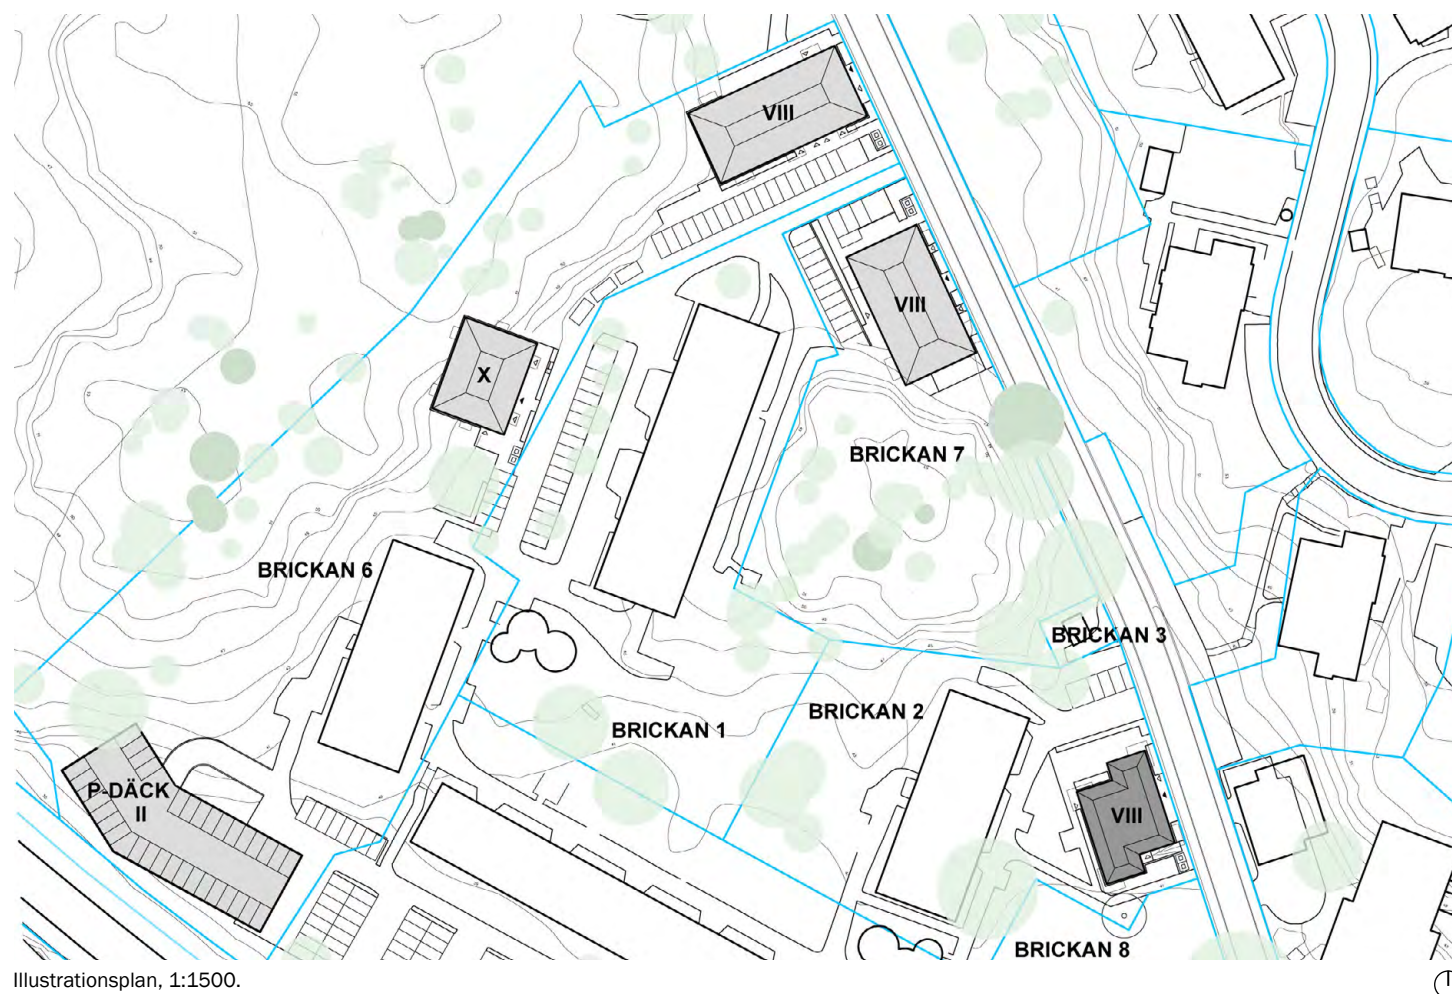 VIII
VIII
X
BRICKAN 7
BRICKAN 6
BRICKAN 3
BRICKAN 2
BRICKAN 1
P-DÄCK
II
VIII
BRICKAN 8
Illustrationsplan, 1:1500.